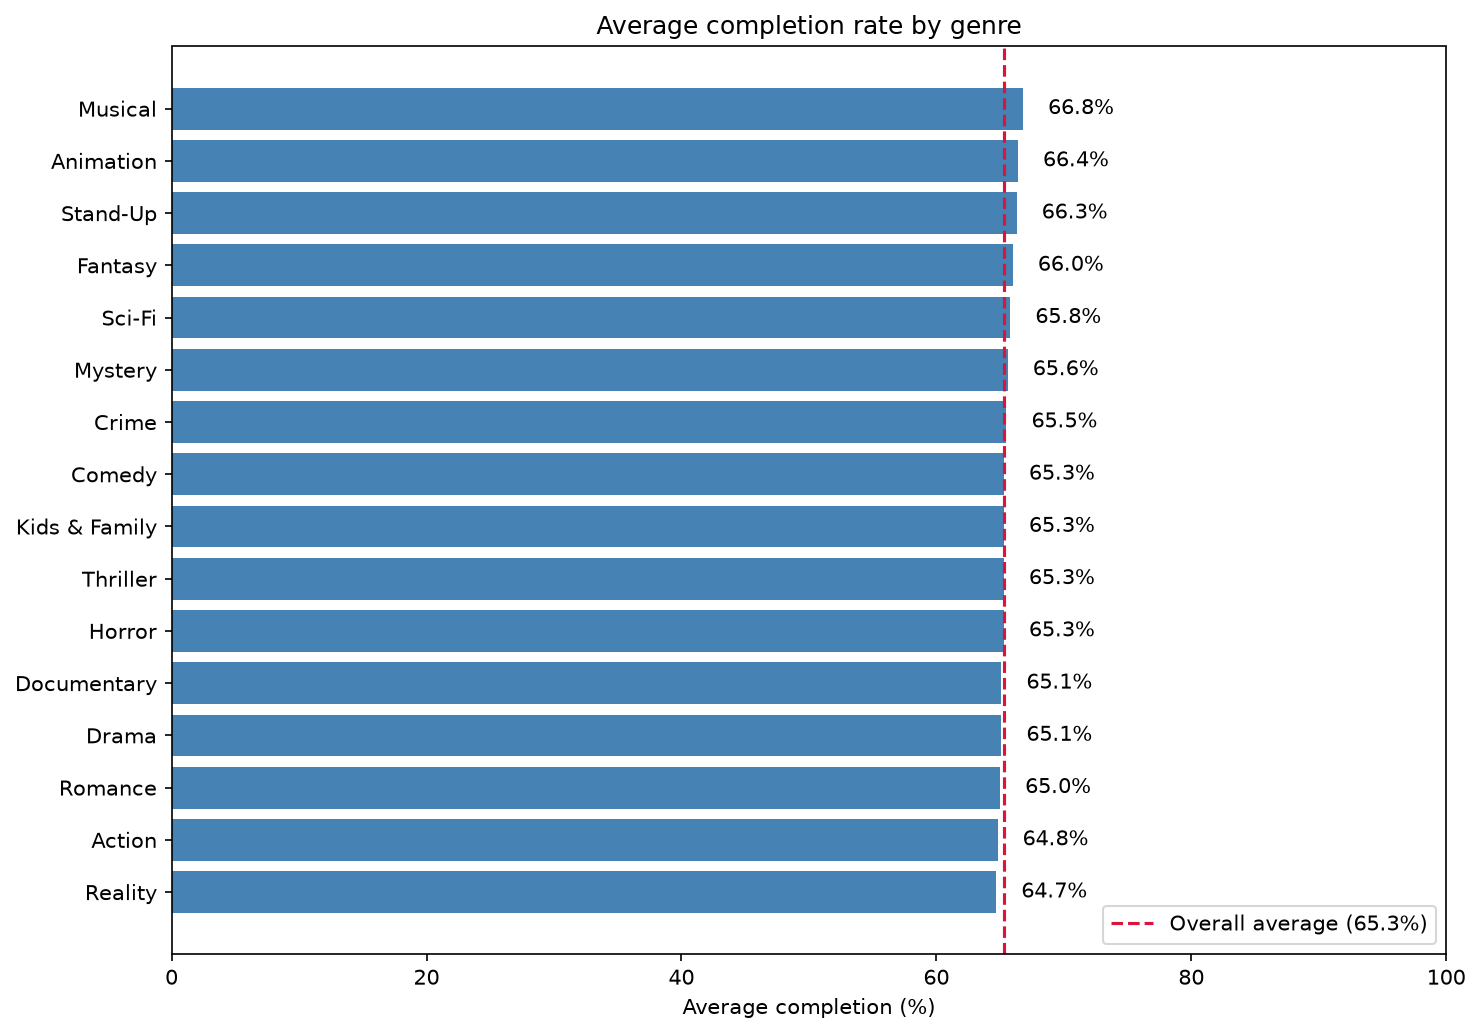 Average completion rate by genre
Musical 66.8%
Animation 66.4%
Stand-Up 66.3%
Fantasy 66.0%
Sci-Fi 65.8%
Mystery 65.6%
Crime 65.5%
Comedy 65.3%
Kids & Family 65.3%
Thriller 65.3%
Horror 65.3%
Documentary 65.1%
Drama 65.1%
Romance 65.0%
Action 64.8%
Reality 64.7%
Overall average (65.3%)
0 20 40 60 80 100
Average completion (%)